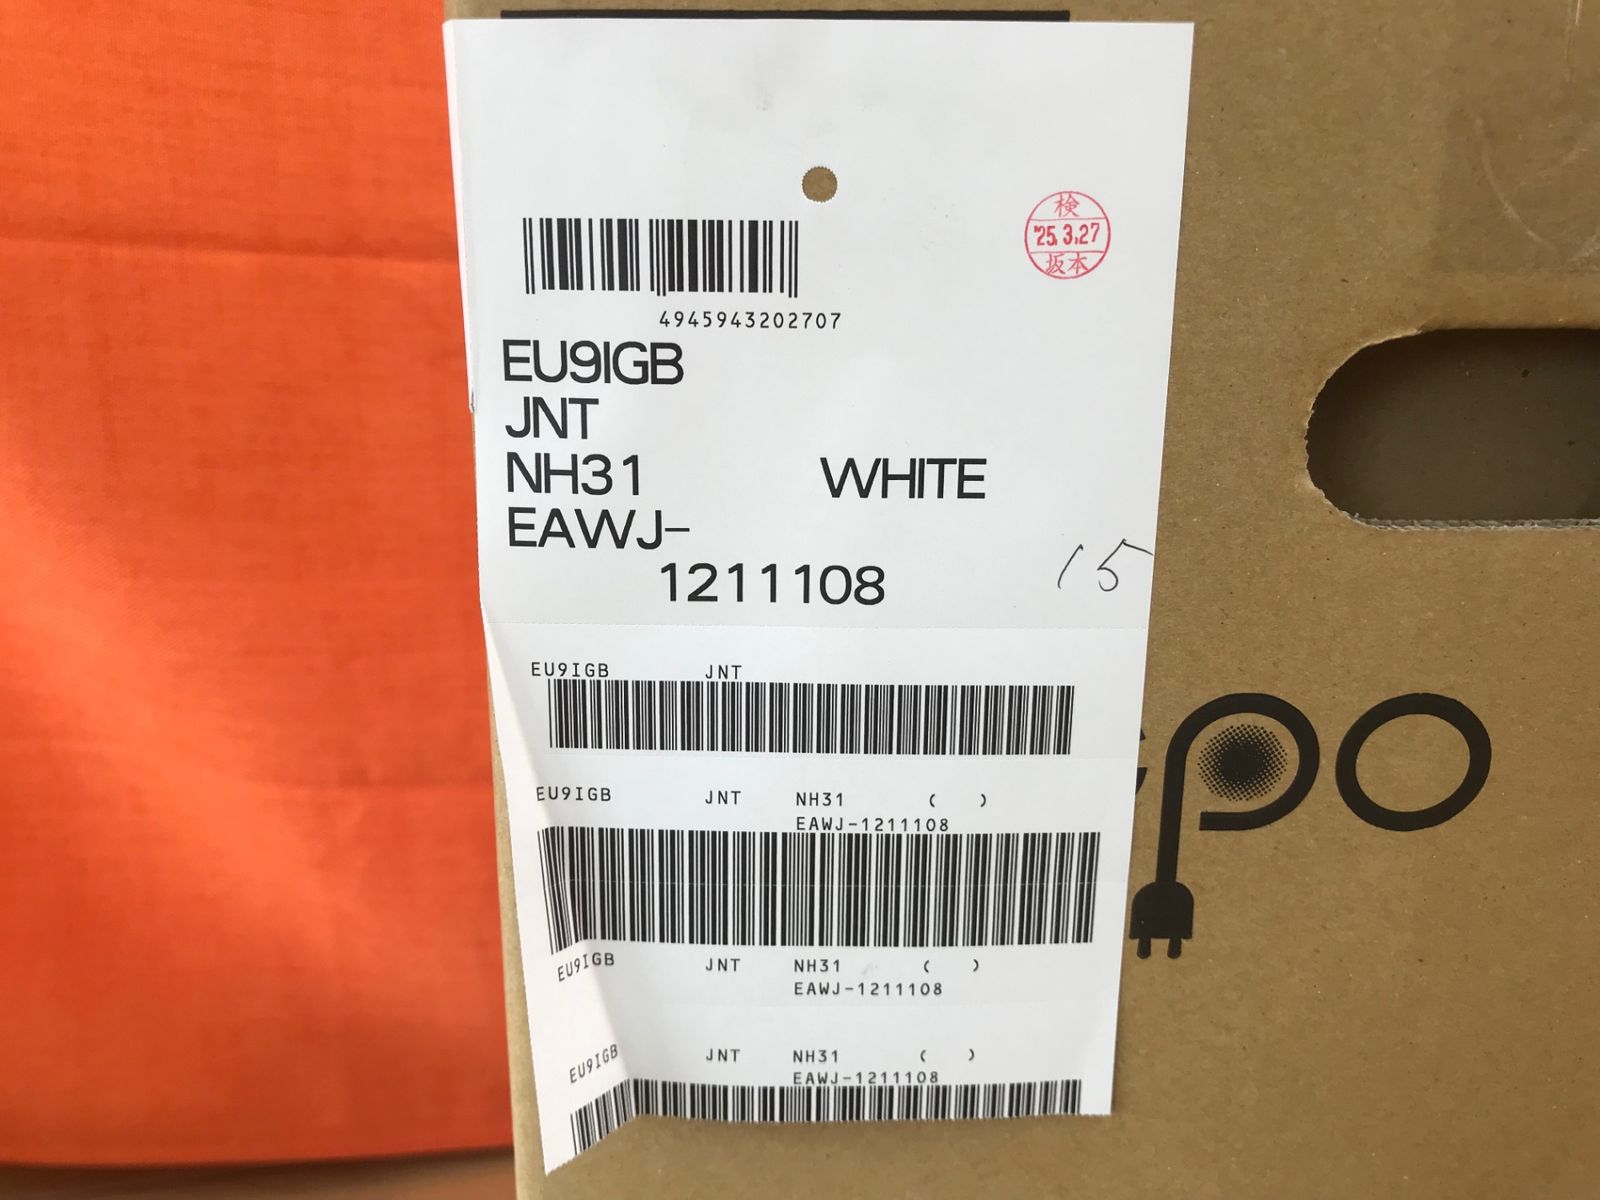 4945943202707
検
'25.3.27
坂本
EU9IGB
JNT
NH31 WHITE
EAWJ-
1211108
15
EU9IGB JNT
EU9IGB JNT NH31 ( )
EAWJ-1211108
EU9IGB JNT NH31 ( )
EAWJ-1211108
EU9IGB JNT NH31 ( )
EAWJ-1211108
po